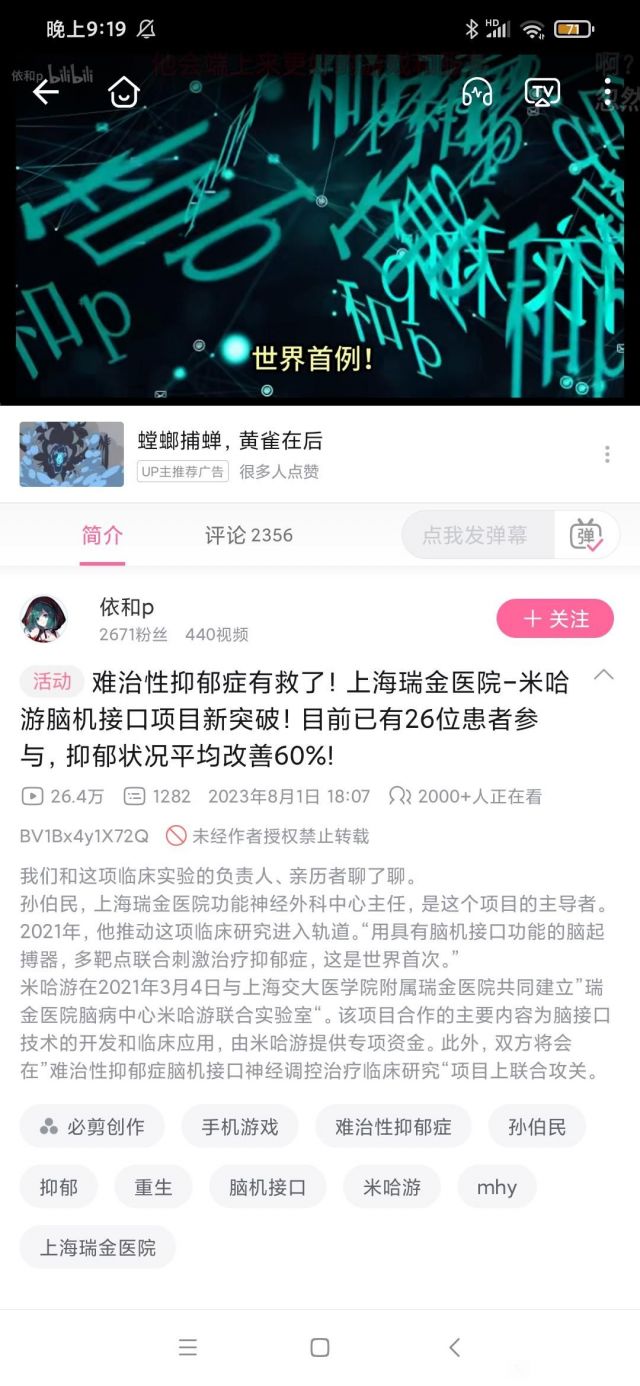 晚上9:19
HD
71
他会端上来更
啊?
忽然
依和p bilibili
TV
和p
和p
世界首例!
螳螂捕蝉，黄雀在后
UP主推荐广告 很多人点赞
简介 评论 2356 点我发弹幕 弹
依和p
2671粉丝 440视频
+ 关注
活动 难治性抑郁症有救了! 上海瑞金医院-米哈
游脑机接口项目新突破! 目前已有26位患者参
与，抑郁状况平均改善60%!
26.4万 1282 2023年8月1日 18:07 2000+人正在看
BV1Bx4y1X72Q 未经作者授权禁止转载
我们和这项临床实验的负责人、亲历者聊了聊。
孙伯民，上海瑞金医院功能神经外科中心主任，是这个项目的主导者。
2021年，他推动这项临床研究进入轨道。“用具有脑机接口功能的脑起
搏器，多靶点联合刺激治疗抑郁症，这是世界首次。”
米哈游在2021年3月4日与上海交大医学院附属瑞金医院共同建立”瑞
金医院脑病中心米哈游联合实验室“。该项目合作的主要内容为脑接口
技术的开发和临床应用，由米哈游提供专项资金。此外，双方将会
在”难治性抑郁症脑机接口神经调控治疗临床研究“项目上联合攻关。
必剪创作 手机游戏 难治性抑郁症 孙伯民
抑郁 重生 脑机接口 米哈游 mhy
上海瑞金医院